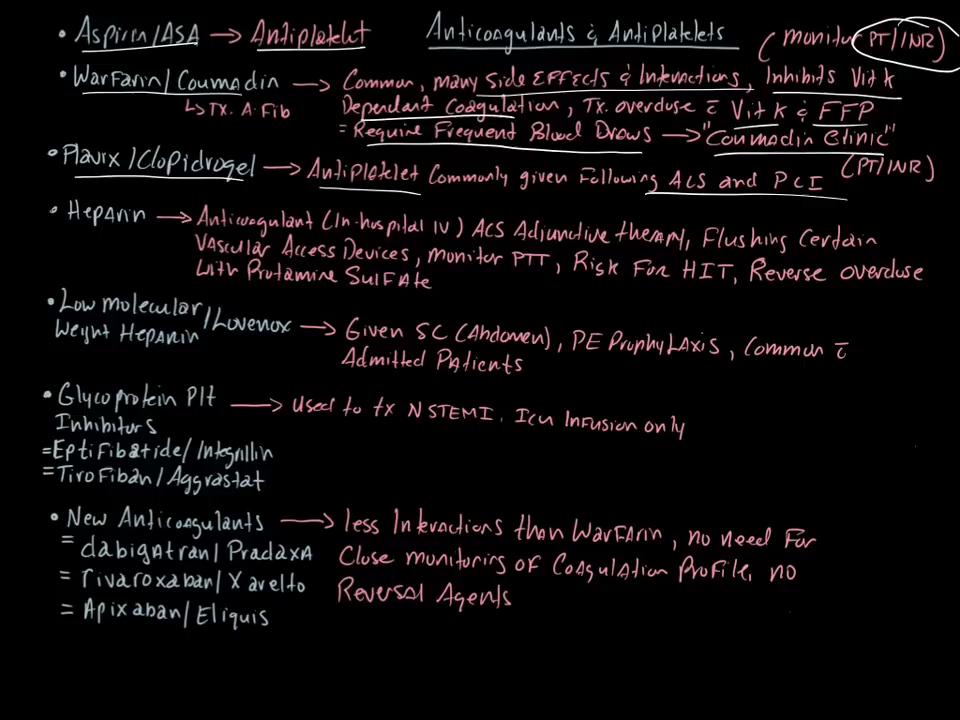 Anticoagulants & Antiplatelets
• Aspirin/ASA → Antiplatelet
(monitor PT/INR)
• Warfarin/Coumadin → Common, many Side Effects & Interactions, Inhibits Vit K
↳ Tx. A. Fib
Dependant Coagulation, Tx. overdose c̄ Vit K & FFP
= Require Frequent Blood Draws → "Coumadin Clinic"
(PT/INR)
• Plavix/Clopidrogel → Antiplatelet Commonly given Following ACS and PCI
• Heparin → Anticoagulant (In-hospital IV) ACS Adjunctive therapy, Flushing Certain
Vascular Access Devices, monitor PTT, Risk For HIT, Reverse overduse
with Protamine Sulfate
• Low molecular
Weight Heparin/Lovenox → Given SC (Abdomen), PE Prophylaxis, Common c̄
Admitted Patients
• Glycoprotein Plt → Used to tx NSTEMI. Icu Infusion only
Inhibitors
= Eptifibatide/Integrillin
= Tirofiban/Aggrastat
• New Anticoagulants → less Interactions than Warfarin, no need For
= dabigatran/Pradaxa
Close monitoring of Coagulation Profile, no
= rivaroxaban/Xavelto
Reversal Agents
= Apixaban/Eliquis